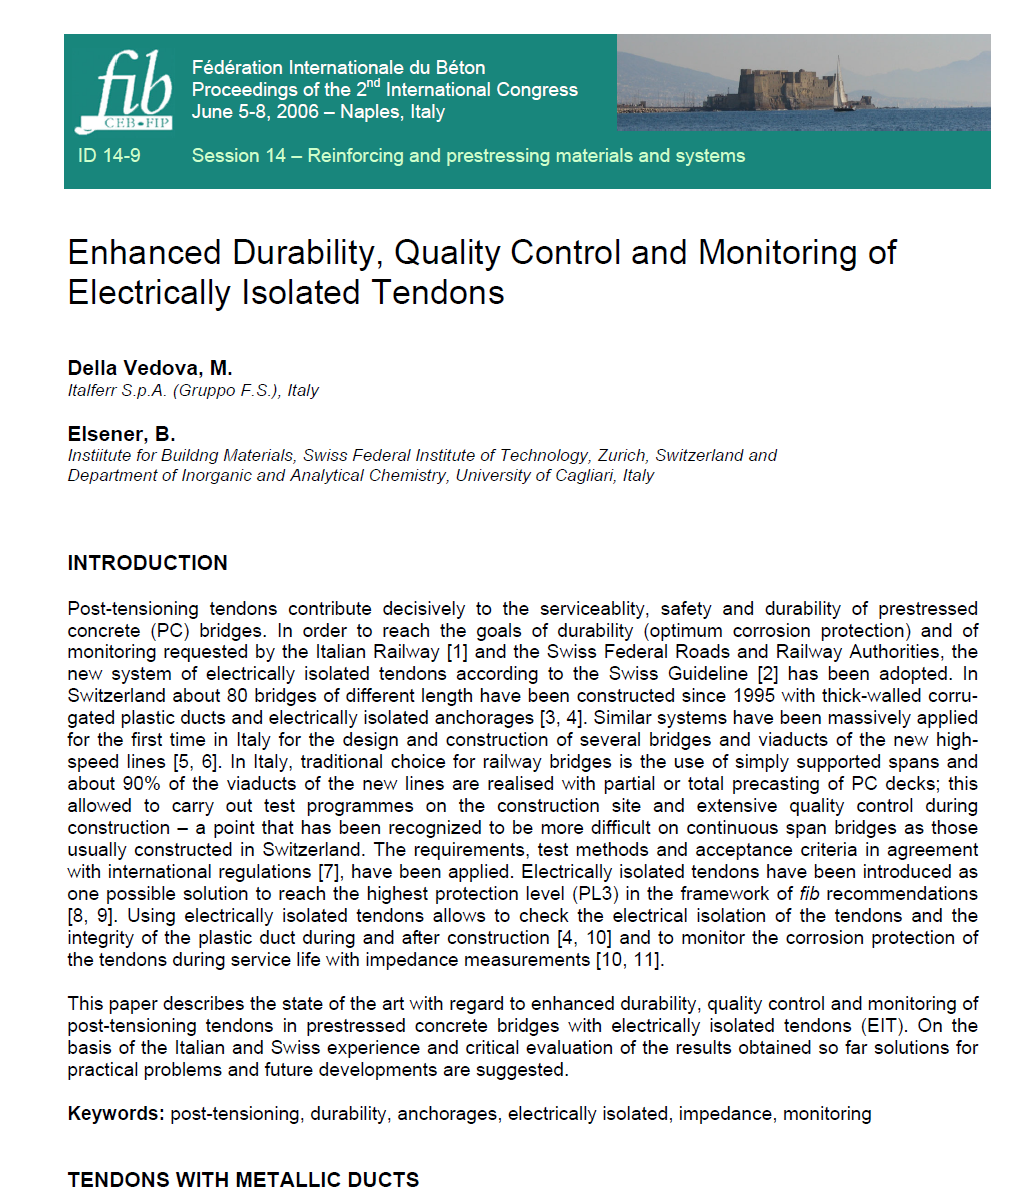 fib
CEB•FIP
Fédération Internationale du Béton
Proceedings of the 2nd International Congress
June 5-8, 2006 – Naples, Italy
ID 14-9
Session 14 – Reinforcing and prestressing materials and systems
Enhanced Durability, Quality Control and Monitoring of
Electrically Isolated Tendons
Della Vedova, M.
Italferr S.p.A. (Gruppo F.S.), Italy
Elsener, B.
Instiitute for Buildng Materials, Swiss Federal Institute of Technology, Zurich, Switzerland and
Department of Inorganic and Analytical Chemistry, University of Cagliari, Italy
INTRODUCTION
Post-tensioning tendons contribute decisively to the serviceablity, safety and durability of prestressed
concrete (PC) bridges. In order to reach the goals of durability (optimum corrosion protection) and of
monitoring requested by the Italian Railway [1] and the Swiss Federal Roads and Railway Authorities, the
new system of electrically isolated tendons according to the Swiss Guideline [2] has been adopted. In
Switzerland about 80 bridges of different length have been constructed since 1995 with thick-walled corru-
gated plastic ducts and electrically isolated anchorages [3, 4]. Similar systems have been massively applied
for the first time in Italy for the design and construction of several bridges and viaducts of the new high-
speed lines [5, 6]. In Italy, traditional choice for railway bridges is the use of simply supported spans and
about 90% of the viaducts of the new lines are realised with partial or total precasting of PC decks; this
allowed to carry out test programmes on the construction site and extensive quality control during
construction – a point that has been recognized to be more difficult on continuous span bridges as those
usually constructed in Switzerland. The requirements, test methods and acceptance criteria in agreement
with international regulations [7], have been applied. Electrically isolated tendons have been introduced as
one possible solution to reach the highest protection level (PL3) in the framework of fib recommendations
[8, 9]. Using electrically isolated tendons allows to check the electrical isolation of the tendons and the
integrity of the plastic duct during and after construction [4, 10] and to monitor the corrosion protection of
the tendons during service life with impedance measurements [10, 11].
This paper describes the state of the art with regard to enhanced durability, quality control and monitoring of
post-tensioning tendons in prestressed concrete bridges with electrically isolated tendons (EIT). On the
basis of the Italian and Swiss experience and critical evaluation of the results obtained so far solutions for
practical problems and future developments are suggested.
Keywords: post-tensioning, durability, anchorages, electrically isolated, impedance, monitoring
TENDONS WITH METALLIC DUCTS